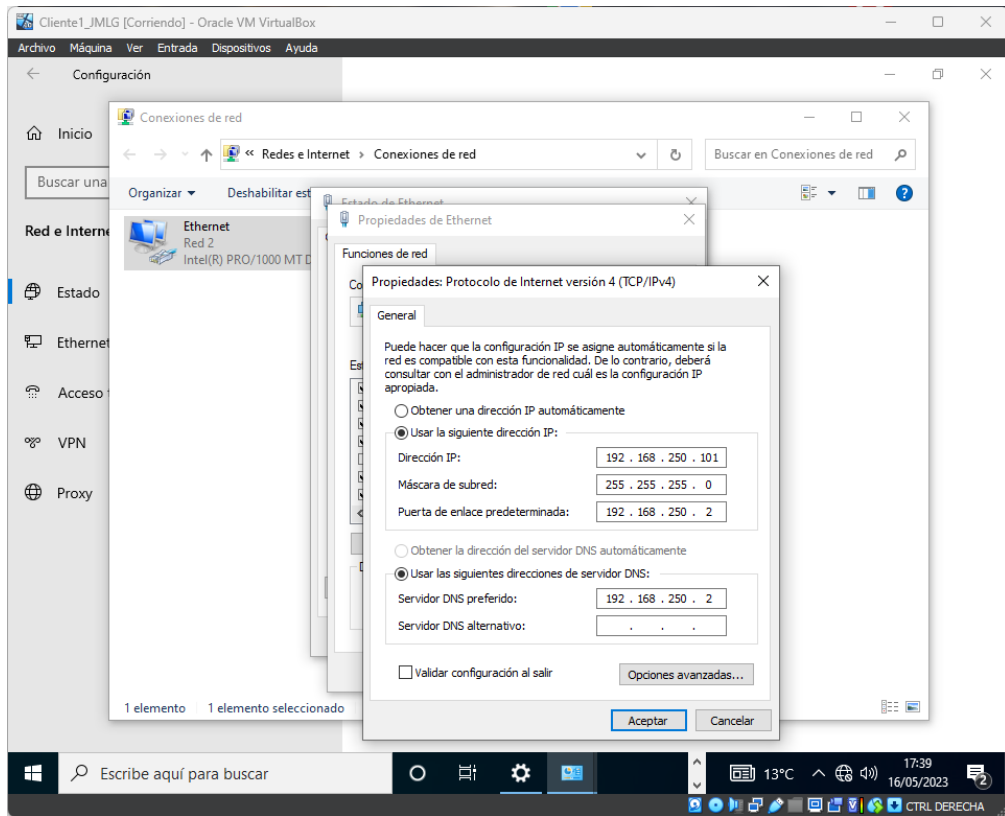 Cliente1_JMLG [Corriendo] - Oracle VM VirtualBox
Archivo Máquina Ver Entrada Dispositivos Ayuda
Configuración
Conexiones de red
Inicio
« Redes e Internet › Conexiones de red
Buscar en Conexiones de red
Buscar una
Organizar
Deshabilitar est
Estado de Ethernet
Propiedades de Ethernet
Red e Interne
Ethernet
Red 2
Intel(R) PRO/1000 MT D
Funciones de red
Co
Propiedades: Protocolo de Internet versión 4 (TCP/IPv4)
Estado
General
Ethernet
Puede hacer que la configuración IP se asigne automáticamente si la
red es compatible con esta funcionalidad. De lo contrario, deberá
consultar con el administrador de red cuál es la configuración IP
apropiada.
Est
Acceso
Obtener una dirección IP automáticamente
Usar la siguiente dirección IP:
VPN
Dirección IP: 192 . 168 . 250 . 101
Máscara de subred: 255 . 255 . 255 . 0
Proxy
Puerta de enlace predeterminada: 192 . 168 . 250 . 2
Obtener la dirección del servidor DNS automáticamente
Usar las siguientes direcciones de servidor DNS:
Servidor DNS preferido: 192 . 168 . 250 . 2
Servidor DNS alternativo: . . .
Validar configuración al salir
Opciones avanzadas...
1 elemento
1 elemento seleccionado
Aceptar
Cancelar
Escribe aquí para buscar
13°C
17:39
16/05/2023
2
CTRL DERECHA